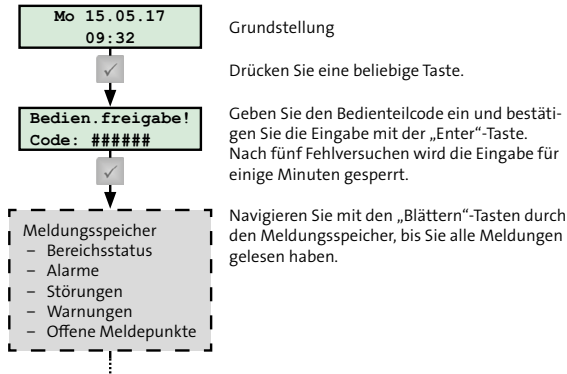 Mo 15.05.17
09:32
Grundstellung
Drücken Sie eine beliebige Taste.
Bedien.freigabe!
Code: ######
Geben Sie den Bedienteilcode ein und bestäti-
gen Sie die Eingabe mit der „Enter“-Taste.
Nach fünf Fehlversuchen wird die Eingabe für
einige Minuten gesperrt.
Meldungsspeicher
– Bereichsstatus
– Alarme
– Störungen
– Warnungen
– Offene Meldepunkte
Navigieren Sie mit den „Blättern“-Tasten durch
den Meldungsspeicher, bis Sie alle Meldungen
gelesen haben.